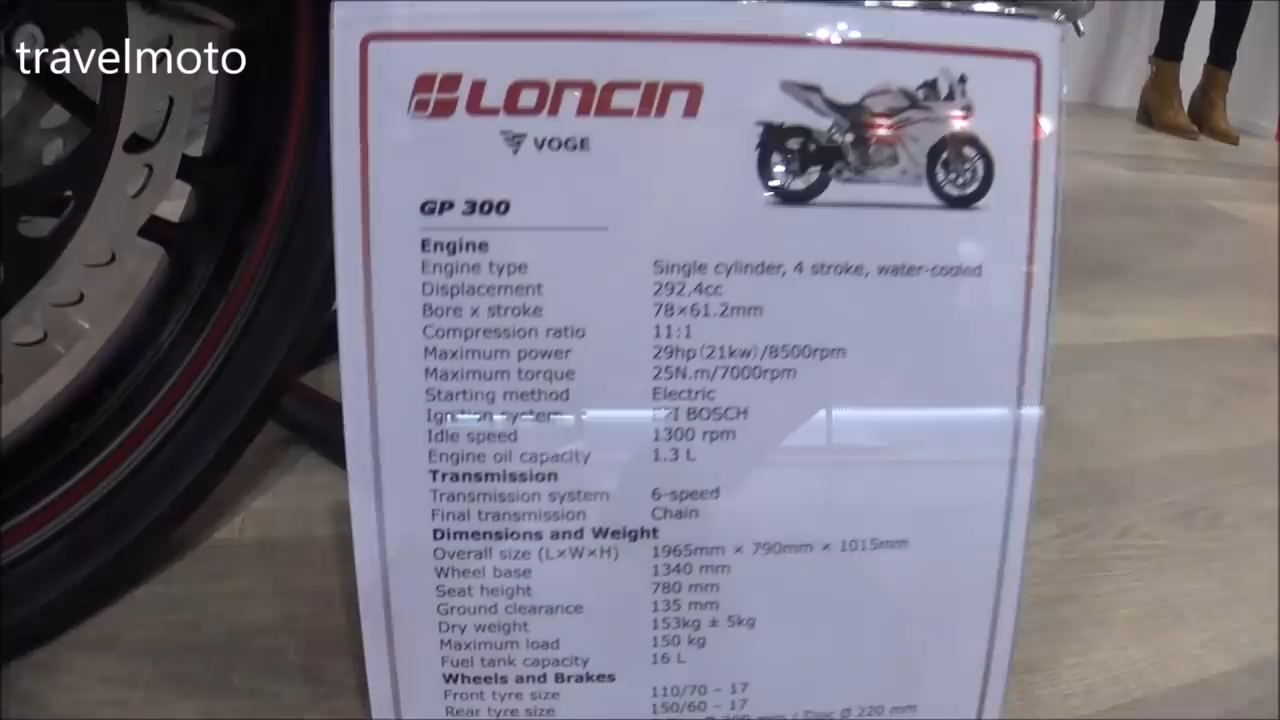 travelmoto
LONCIN
VOGE
GP 300
Engine
Engine type Single cylinder, 4 stroke, water-cooled
Displacement 292,4cc
Bore x stroke 78×61,2mm
Compression ratio 11:1
Maximum power 29hp(21kw)/8500rpm
Maximum torque 25N.m/7000rpm
Starting method Electric
Ignition system BOSCH
Idle speed 1300 rpm
Engine oil capacity 1.3 L
Transmission
Transmission system 6-speed
Final transmission Chain
Dimensions and Weight
Overall size (L×W×H) 1965mm × 790mm × 1015mm
Wheel base 1340 mm
Seat height 780 mm
Ground clearance 135 mm
Dry weight 153kg ± 5kg
Maximum load 150 kg
Fuel tank capacity 16 L
Wheels and Brakes
Front tyre size 110/70 - 17
Rear tyre size 150/60 - 17
Ø 220 mm